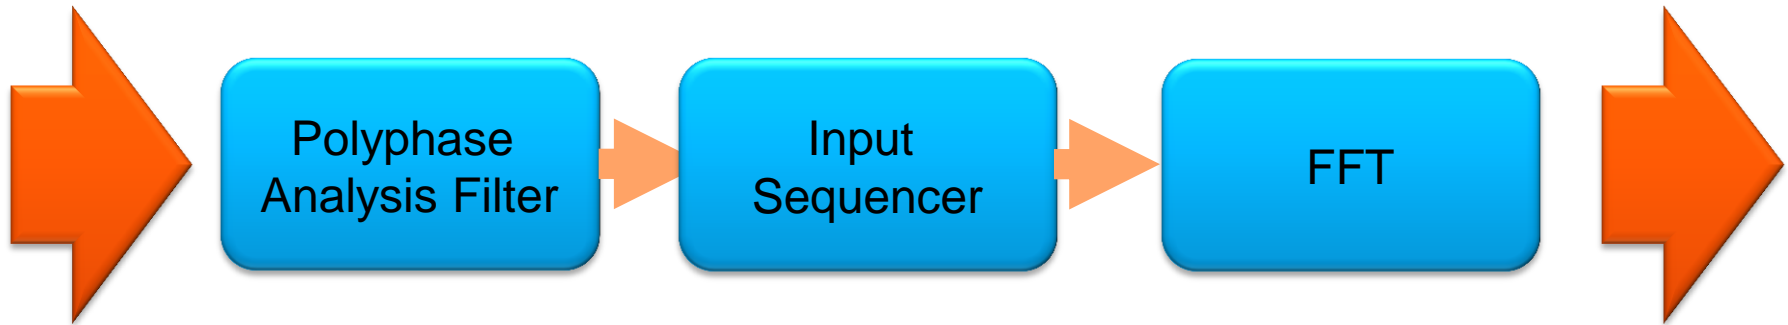 Polyphase
Analysis Filter
Input
Sequencer
FFT